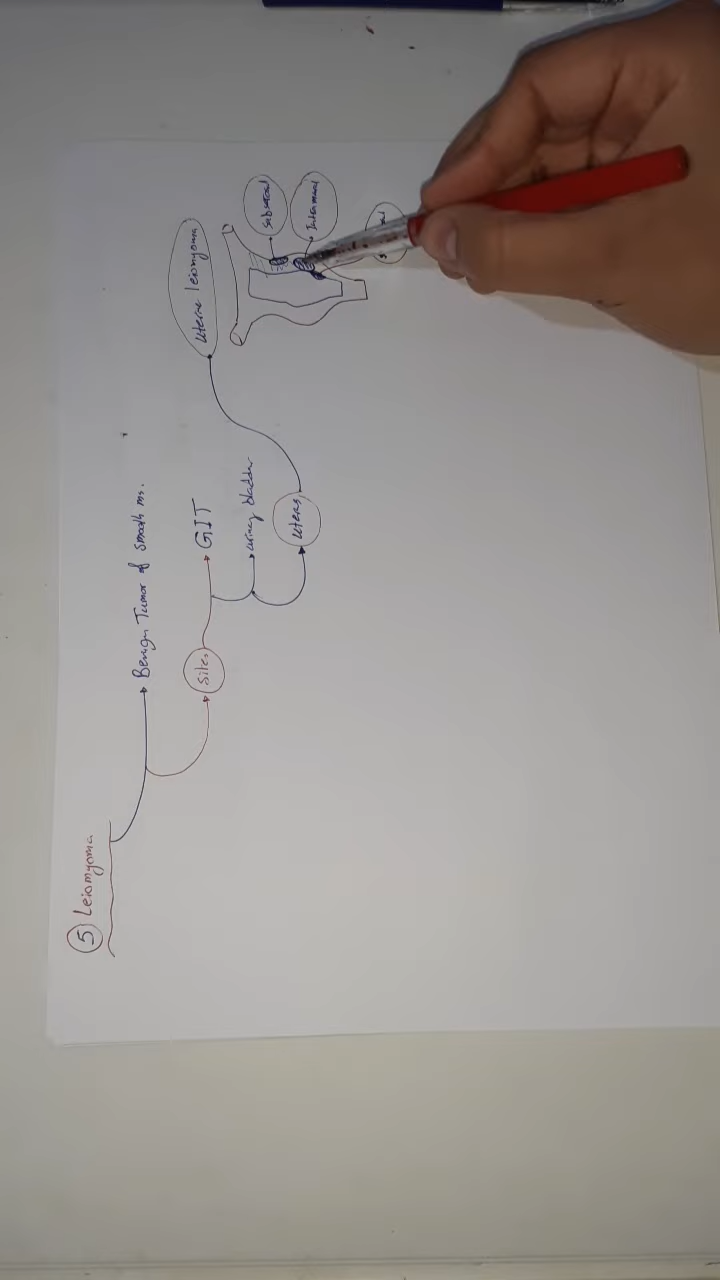 5 Leiomyoma
Benign Tumor of smooth ms.
Sites
GIT
urinary bladder
Uterus
Uterine leiomyoma
Subserosal
Intramural